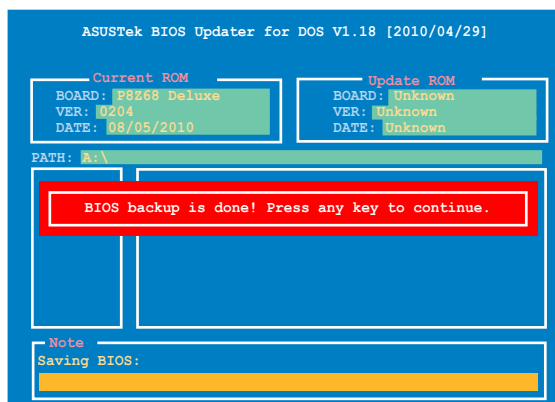 ASUSTek BIOS Updater for DOS V1.18 [2010/04/29]
Current ROM
BOARD: P8Z68 Deluxe
VER: 0204
DATE: 08/05/2010
Update ROM
BOARD: Unknown
VER: Unknown
DATE: Unknown
PATH: A:\
BIOS backup is done! Press any key to continue.
Note
Saving BIOS: